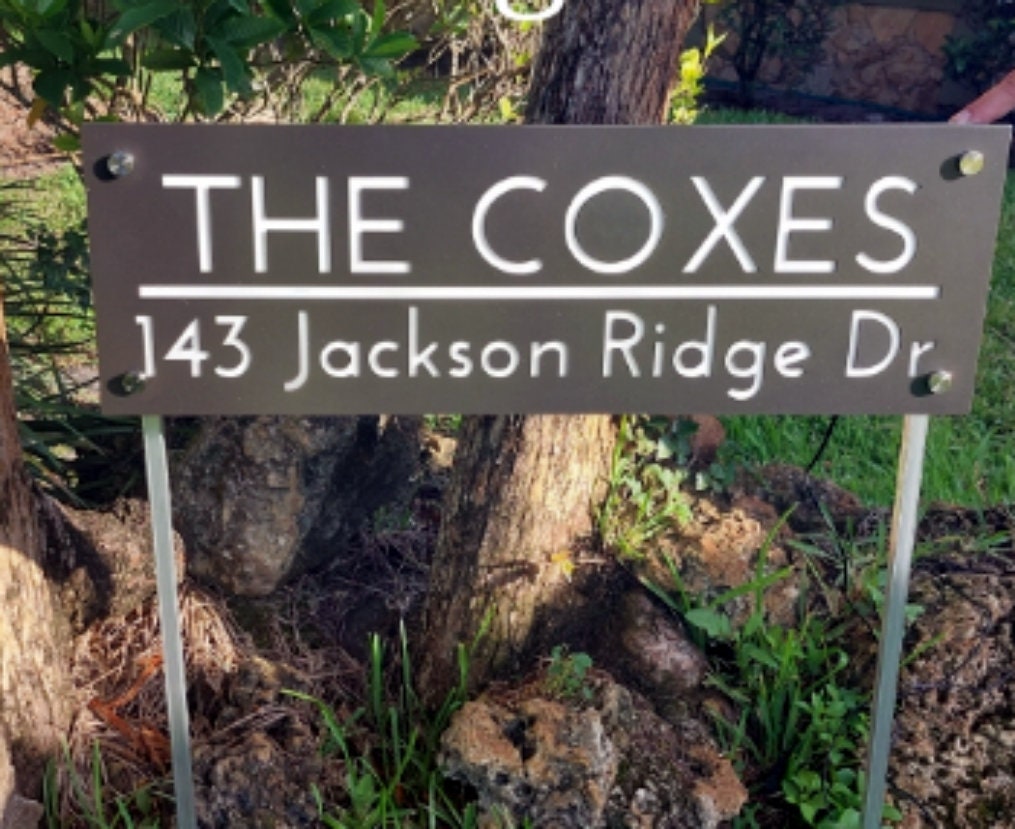 THE COXES
143 Jackson Ridge Dr.